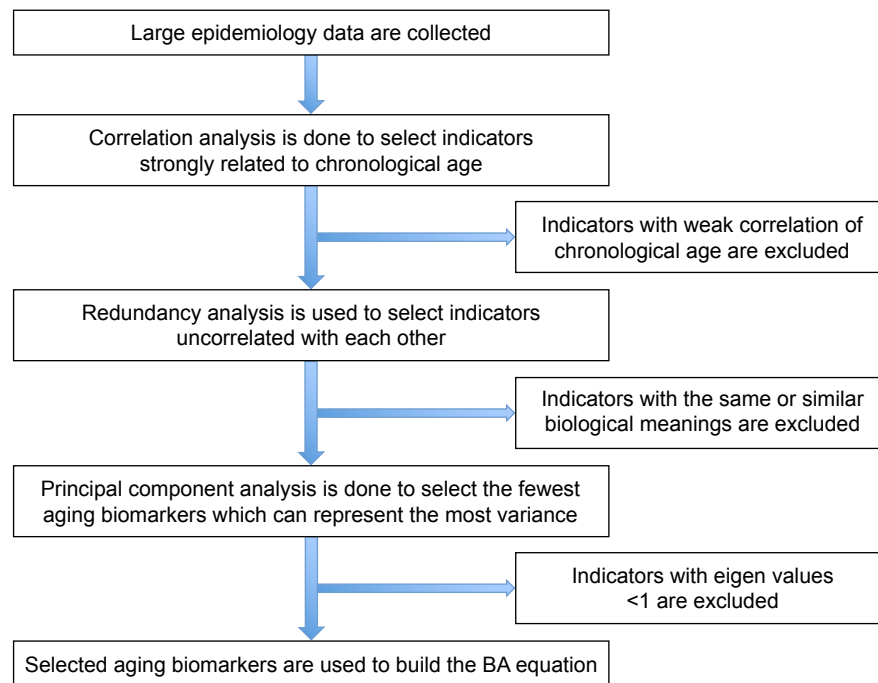 Large epidemiology data are collected
Correlation analysis is done to select indicators
strongly related to chronological age
Indicators with weak correlation of
chronological age are excluded
Redundancy analysis is used to select indicators
uncorrelated with each other
Indicators with the same or similar
biological meanings are excluded
Principal component analysis is done to select the fewest
aging biomarkers which can represent the most variance
Indicators with eigen values
<1 are excluded
Selected aging biomarkers are used to build the BA equation